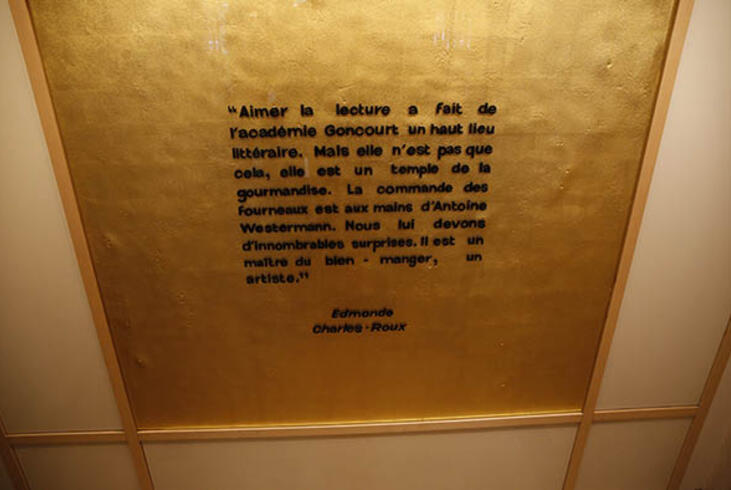 “Aimer la lecture a fait de
l'académie Goncourt un haut lieu
littéraire. Mais elle n'est pas que
cela, elle est un temple de la
gourmandise. La commande des
fourneaux est aux mains d'Antoine
Westermann. Nous lui devons
d'innombrables surprises. Il est un
maître du bien - manger, un
artiste.”
Edmonde
Charles-Roux